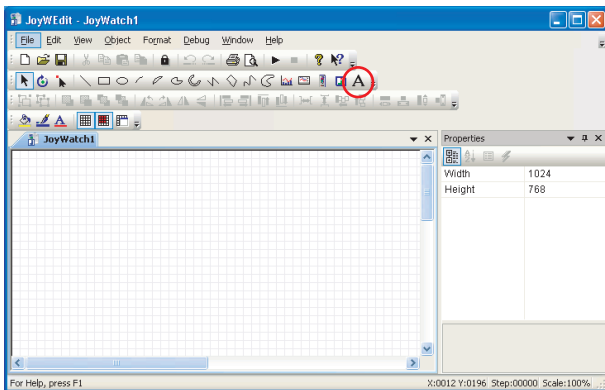 JoyWEdit - JoyWatch1
File Edit View Object Format Debug Window Help
A
A
JoyWatch1
Properties
Width 1024
Height 768
For Help, press F1
X:0012 Y:0196 Step:00000 Scale:100%